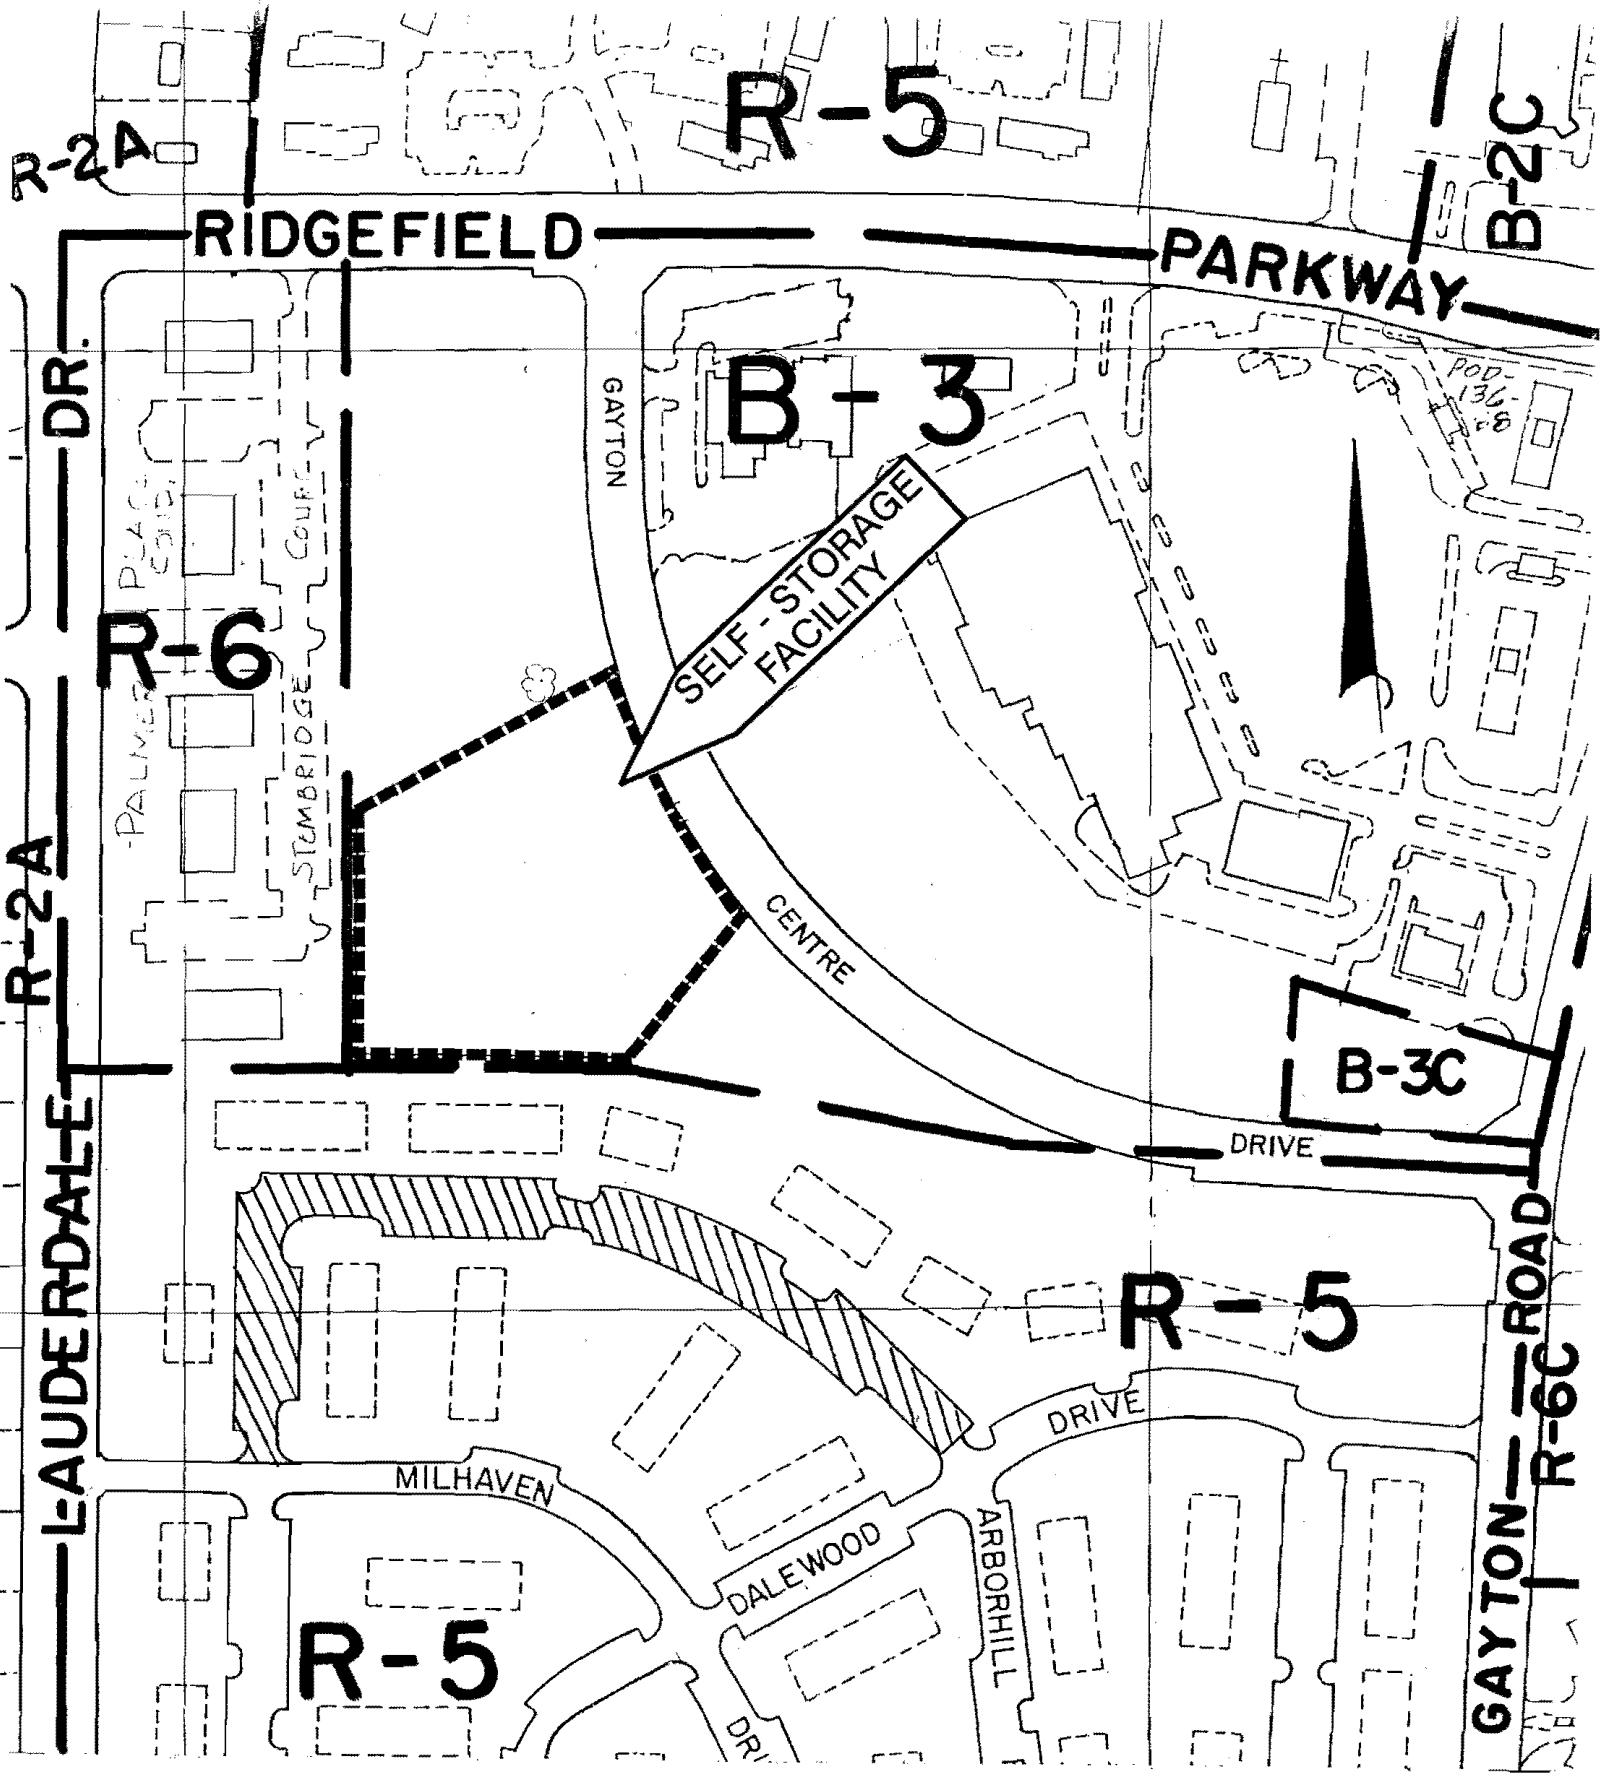 R-5
R-2A
B-2C
RIDGEFIELD
PARKWAY
DR.
GAYTON
B-3
POD-
136-
SELF-STORAGE
FACILITY
COURT
R-6
PALMER
STEMBRIDGE
R-2A
CENTRE
B-3C
DRIVE
LAUDERDALE
R-5
ROAD
R-6C
DRIVE
MILHAVEN
DALEWOOD
ARBORHILL
GAYTON
R-5